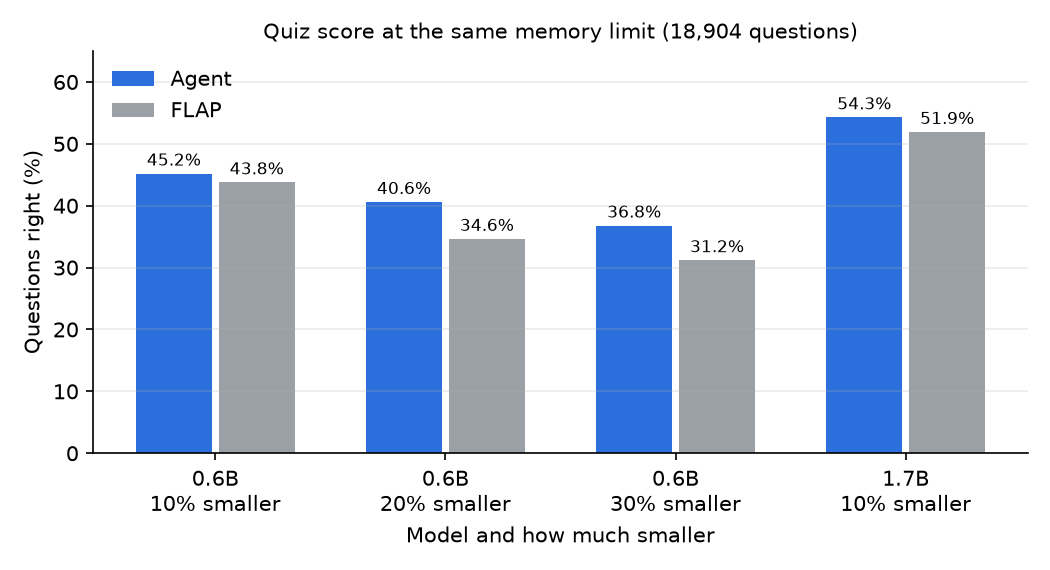 Quiz score at the same memory limit (18,904 questions)
Agent
FLAP
Questions right (%)
60
50
40
30
20
10
0
45.2%
43.8%
40.6%
34.6%
36.8%
31.2%
54.3%
51.9%
0.6B
10% smaller
0.6B
20% smaller
0.6B
30% smaller
1.7B
10% smaller
Model and how much smaller